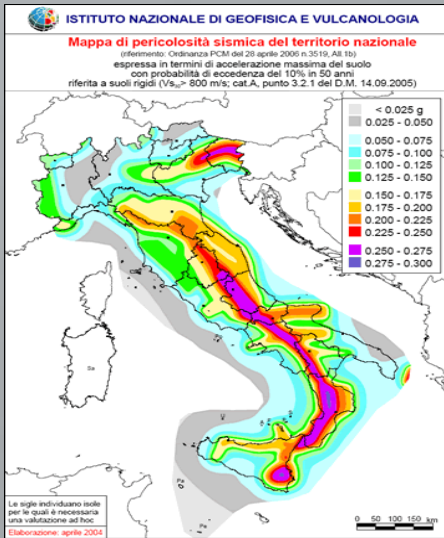 ISTITUTO NAZIONALE DI GEOFISICA E VULCANOLOGIA
Mappa di pericolosità sismica del territorio nazionale
(riferimento: Ordinanza PCM del 28 aprile 2006 n.3519, All.1b)
espressa in termini di accelerazione massima del suolo
con probabilità di eccedenza del 10% in 50 anni
riferita a suoli rigidi (Vs₃₀> 800 m/s; cat.A, punto 3.2.1 del D.M. 14.09.2005)
< 0.025 g
0.025 - 0.050
0.050 - 0.075
0.075 - 0.100
0.100 - 0.125
0.125 - 0.150
0.150 - 0.175
0.175 - 0.200
0.200 - 0.225
0.225 - 0.250
0.250 - 0.275
0.275 - 0.300
Le sigle individuano isole
per le quali è necessaria
una valutazione ad hoc
Elaborazione: aprile 2004
0 50 100 150 km